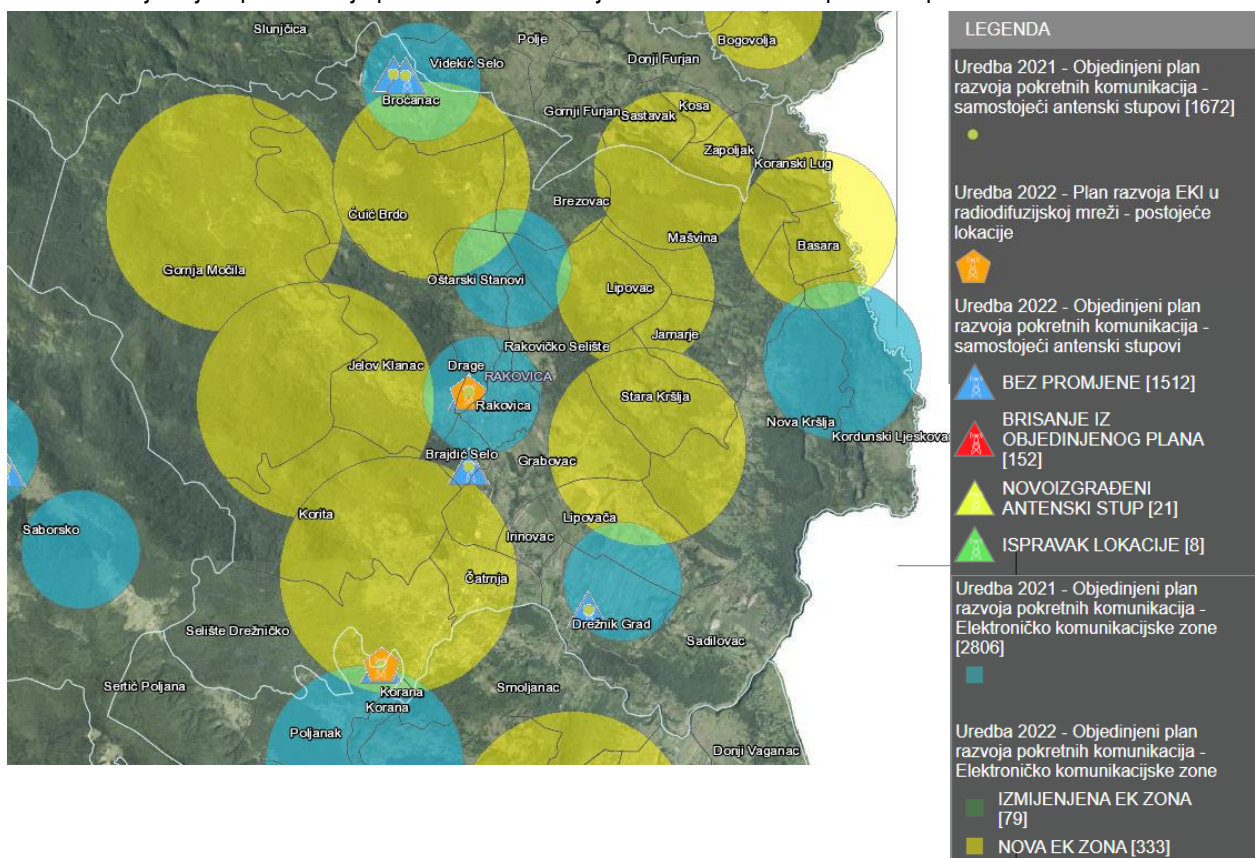 Slunjčica
Polje
Bogovolja
Videkić Selo
Donji Furjan
Broćanac
Gornji Furjan
Sastavak
Kosa
Zapoljak
Koranski Lug
Čuić Brdo
Brezovac
Mašvina
Basara
Gornja Močila
Oštarski Stanovi
Lipovac
Jamarje
Rakovičko Selište
Jelov Klanac
Drage
RAKOVICA
Rakovica
Stara Kršlja
Nova Kršlja
Kordunski Ljeskovac
Brajdić Selo
Grabovac
Korita
Lipovača
Saborsko
Irinovac
Čatrnja
Drežnik Grad
Selište Drežničko
Sadilovac
Sertić Poljana
Korana
Korana
Smoljanac
Poljanak
Donji Vaganac
LEGENDA
Uredba 2021 - Objedinjeni plan
razvoja pokretnih komunikacija -
samostojeći antenski stupovi [1672]
Uredba 2022 - Plan razvoja EKI u
radiodifuzijskoj mreži - postojeće
lokacije
Uredba 2022 - Objedinjeni plan
razvoja pokretnih komunikacija -
samostojeći antenski stupovi
BEZ PROMJENE [1512]
BRISANJE IZ
OBJEDINJENOG PLANA
[152]
NOVOIZGRAĐENI
ANTENSKI STUP [21]
ISPRAVAK LOKACIJE [8]
Uredba 2021 - Objedinjeni plan
razvoja pokretnih komunikacija -
Elektroničko komunikacijske zone
[2806]
Uredba 2022 - Objedinjeni plan
razvoja pokretnih komunikacija -
Elektroničko komunikacijske zone
IZMIJENJENA EK ZONA
[79]
NOVA EK ZONA [333]